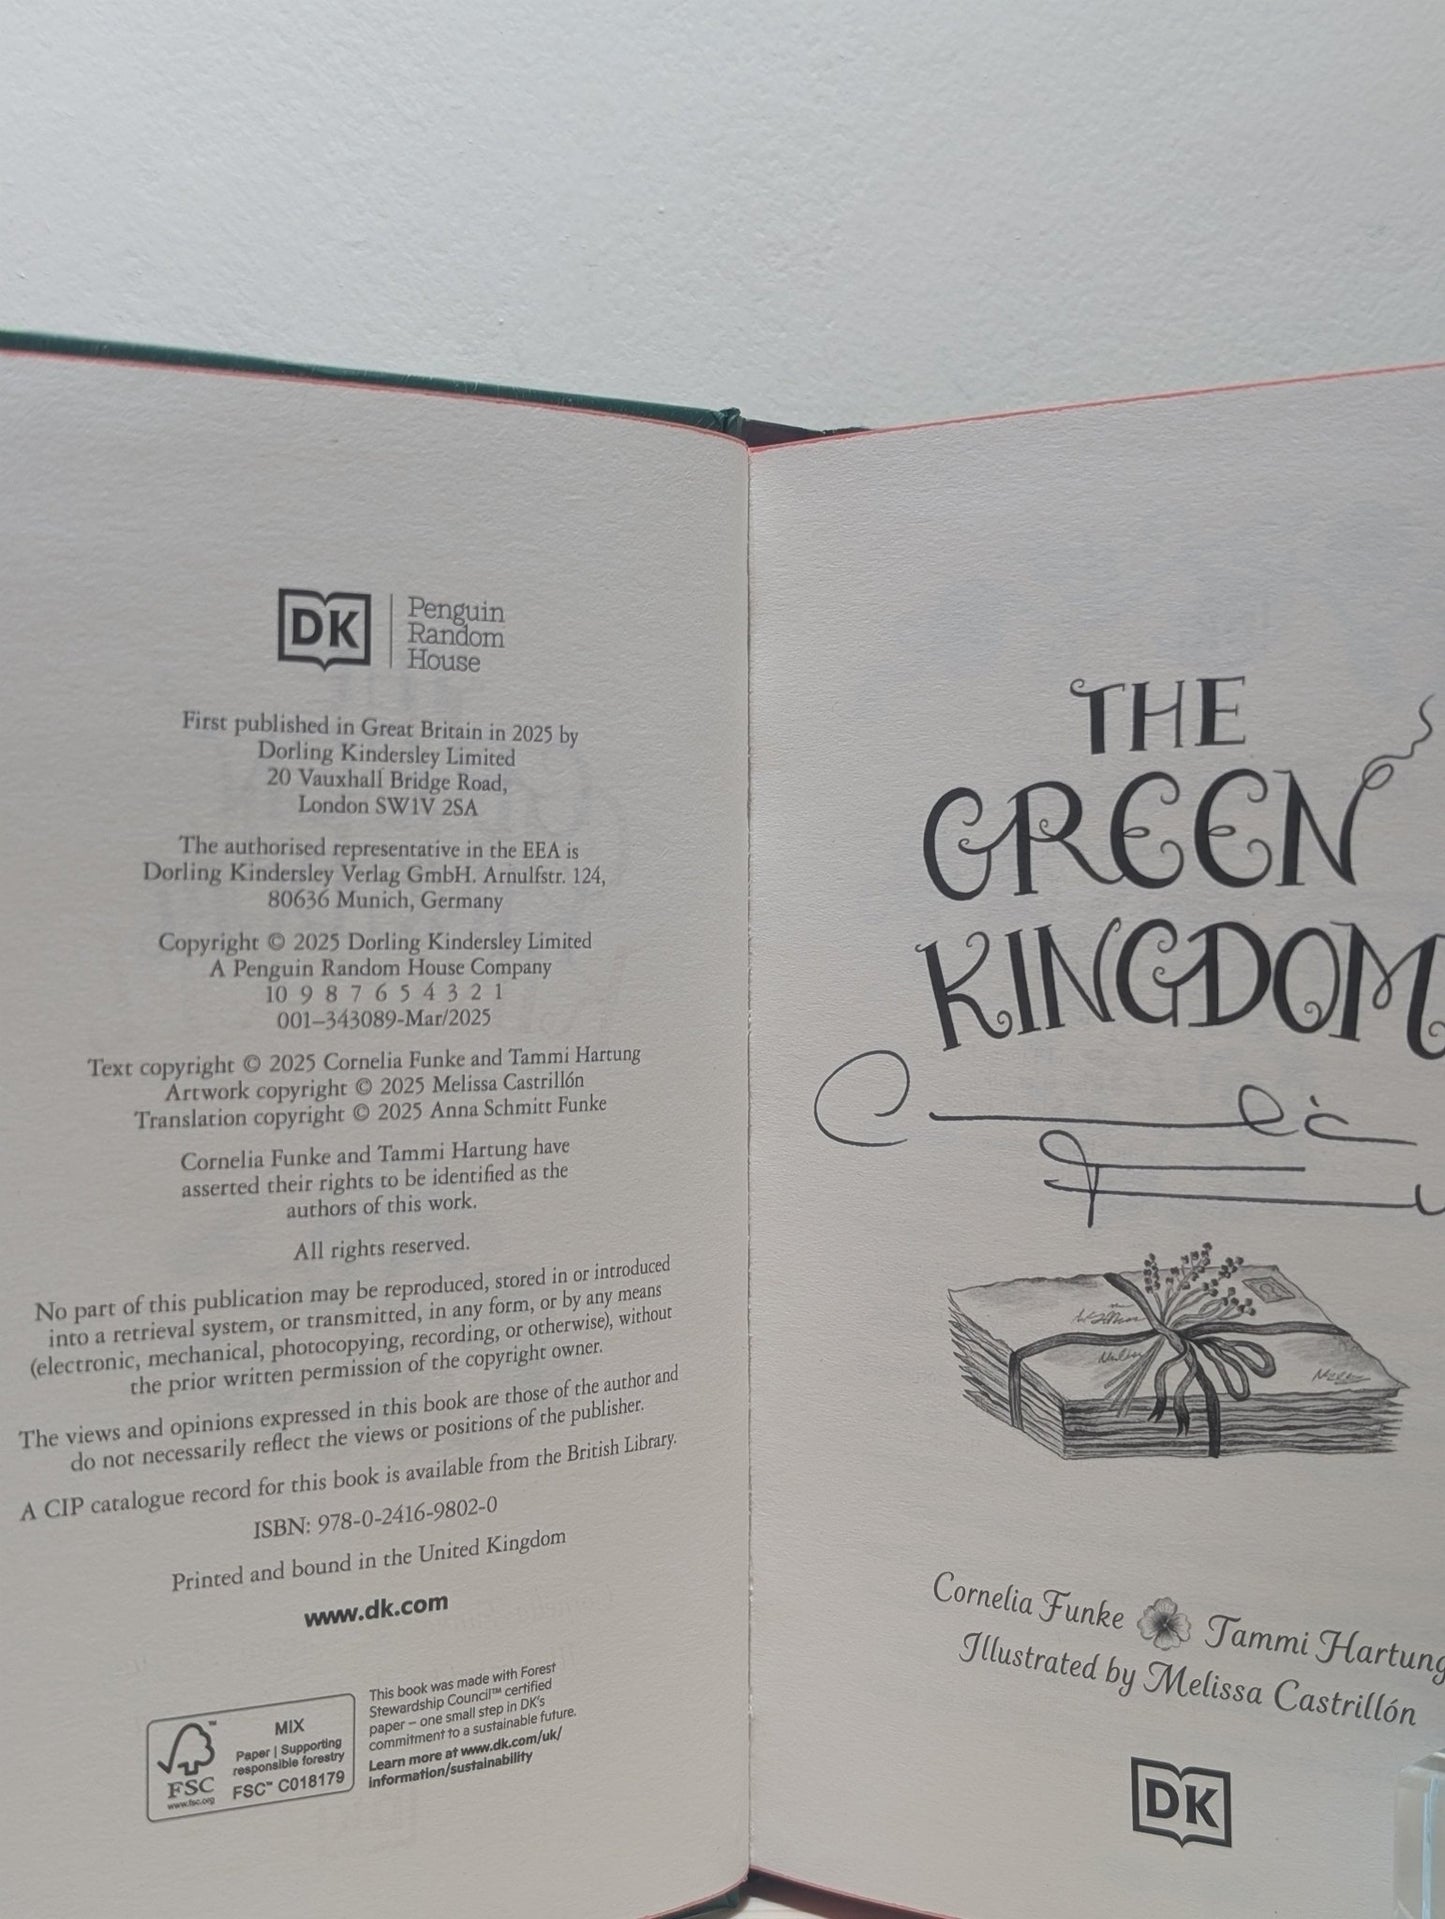 DK
Penguin
Random
House
First published in Great Britain in 2025 by
Dorling Kindersley Limited
20 Vauxhall Bridge Road,
London SW1V 2SA
The authorised representative in the EEA is
Dorling Kindersley Verlag GmbH. Arnulfstr. 124,
80636 Munich, Germany
Copyright © 2025 Dorling Kindersley Limited
A Penguin Random House Company
10 9 8 7 6 5 4 3 2 1
001–343089-Mar/2025
Text copyright © 2025 Cornelia Funke and Tammi Hartung
Artwork copyright © 2025 Melissa Castrillón
Translation copyright © 2025 Anna Schmitt Funke
Cornelia Funke and Tammi Hartung have
asserted their rights to be identified as the
authors of this work.
All rights reserved.
No part of this publication may be reproduced, stored in or introduced
into a retrieval system, or transmitted, in any form, or by any means
(electronic, mechanical, photocopying, recording, or otherwise), without
the prior written permission of the copyright owner.
The views and opinions expressed in this book are those of the author and
do not necessarily reflect the views or positions of the publisher.
A CIP catalogue record for this book is available from the British Library.
ISBN: 978-0-2416-9802-0
Printed and bound in the United Kingdom
www.dk.com
FSC
www.fsc.org
MIX
Paper | Supporting
responsible forestry
FSC™ C018179
This book was made with Forest
Stewardship Council™ certified
paper – one small step in DK's
commitment to a sustainable future.
Learn more at www.dk.com/uk/
information/sustainability
THE
GREEN
KINGDOM
Cornelia Funke Tammi Hartung
Illustrated by Melissa Castrillón
DK